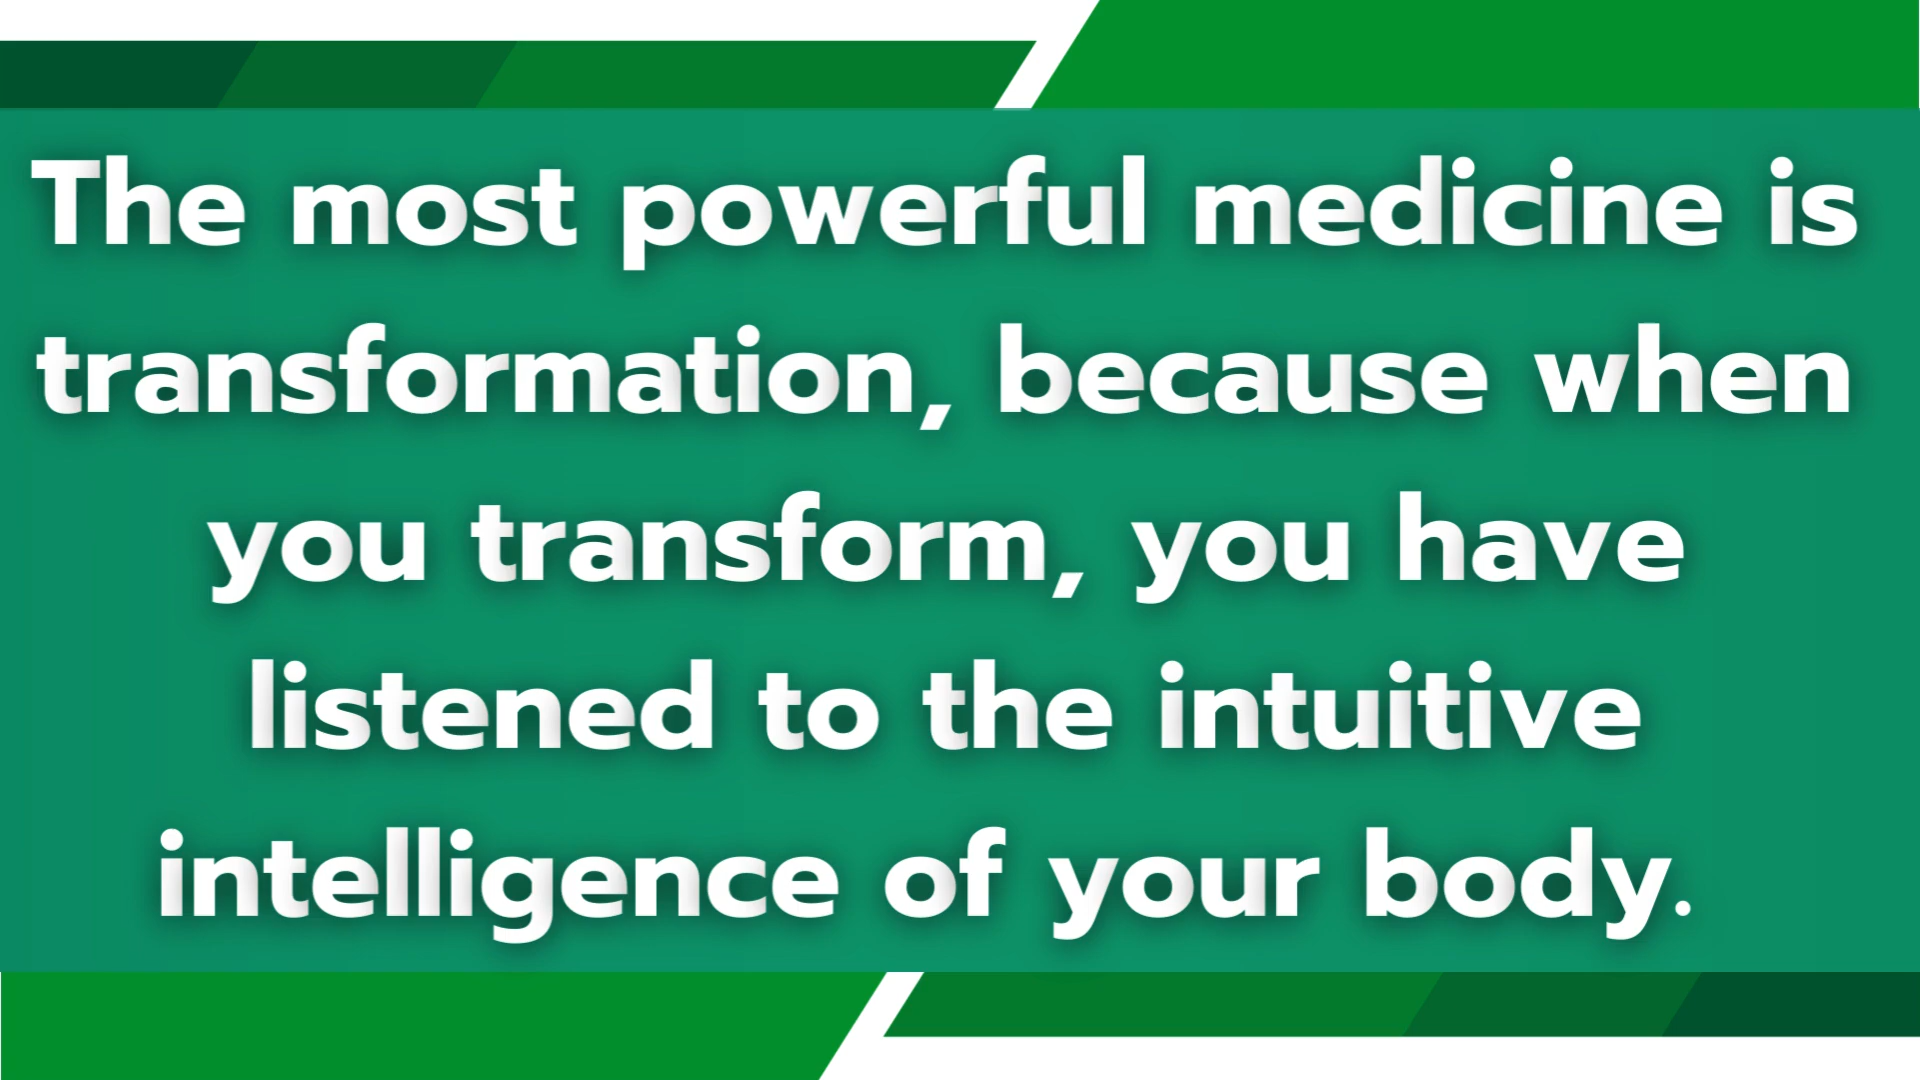 The most powerful medicine is
transformation, because when
you transform, you have
listened to the intuitive
intelligence of your body.